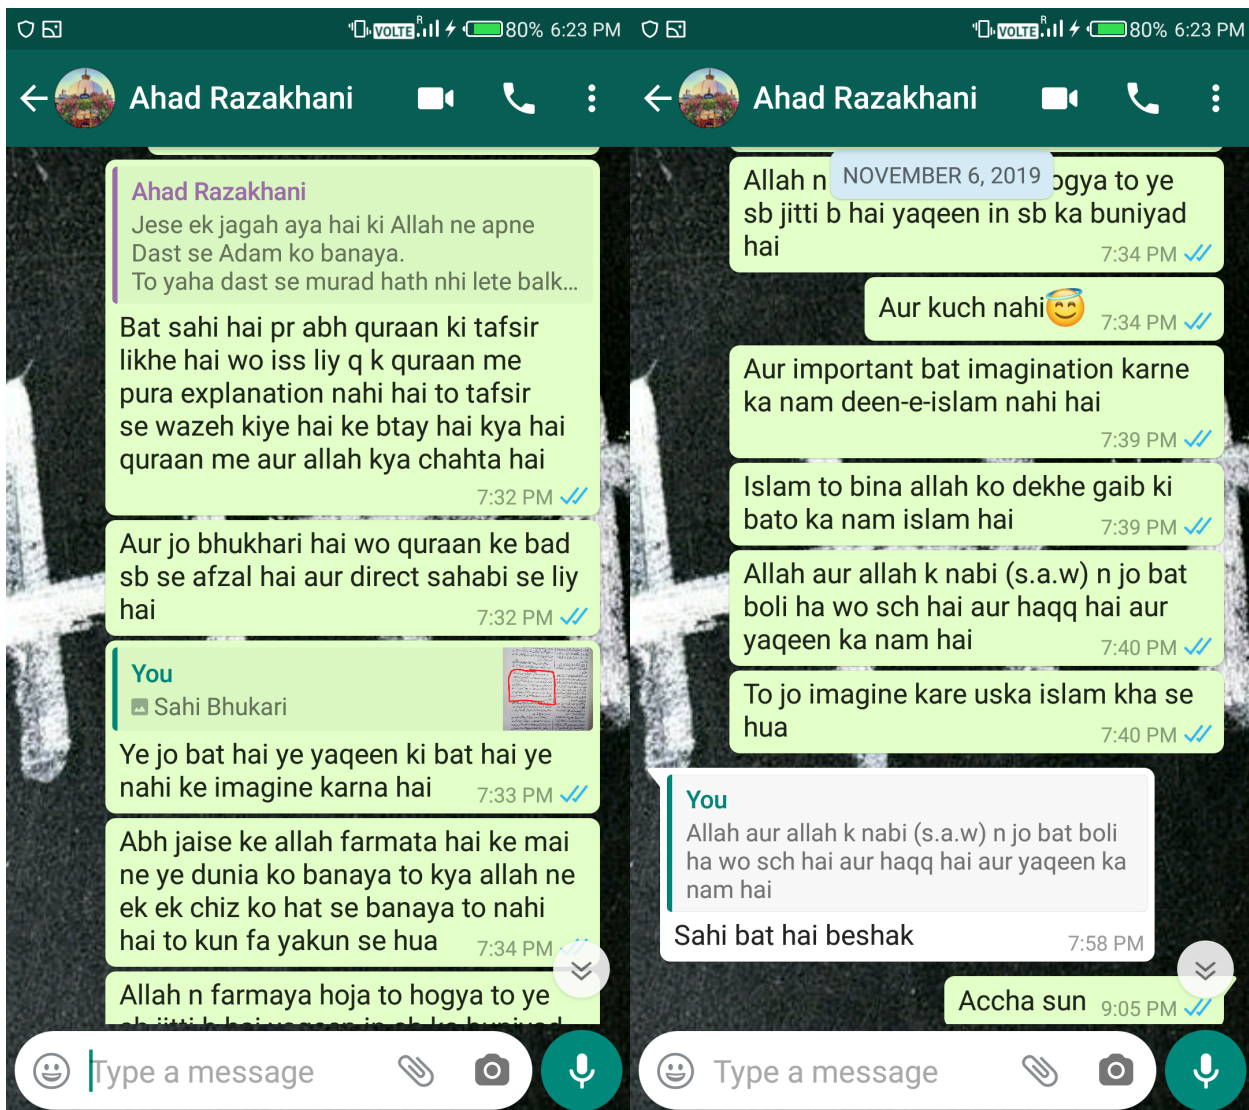 VOLTE R 80% 6:23 PM
Ahad Razakhani
Ahad Razakhani
Jese ek jagah aya hai ki Allah ne apne
Dast se Adam ko banaya.
To yaha dast se murad hath nhi lete balk...
Bat sahi hai pr abh quraan ki tafsir
likhe hai wo iss liy q k quraan me
pura explanation nahi hai to tafsir
se wazeh kiye hai ke btay hai kya hai
quraan me aur allah kya chahta hai
7:32 PM
Aur jo bhukhari hai wo quraan ke bad
sb se afzal hai aur direct sahabi se liy
hai
7:32 PM
You
Sahi Bhukari
Ye jo bat hai ye yaqeen ki bat hai ye
nahi ke imagine karna hai
7:33 PM
Abh jaise ke allah farmata hai ke mai
ne ye dunia ko banaya to kya allah ne
ek ek chiz ko hat se banaya to nahi
hai to kun fa yakun se hua
7:34 PM
Allah n farmaya hoja to hogya to ye
sb jitti b hai yaqeen in sb ka buniyad
Type a message
VOLTE R 80% 6:23 PM
Ahad Razakhani
NOVEMBER 6, 2019
Allah n ogya to ye
sb jitti b hai yaqeen in sb ka buniyad
hai
7:34 PM
Aur kuch nahi😇
7:34 PM
Aur important bat imagination karne
ka nam deen-e-islam nahi hai
7:39 PM
Islam to bina allah ko dekhe gaib ki
bato ka nam islam hai
7:39 PM
Allah aur allah k nabi (s.a.w) n jo bat
boli ha wo sch hai aur haqq hai aur
yaqeen ka nam hai
7:40 PM
To jo imagine kare uska islam kha se
hua
7:40 PM
You
Allah aur allah k nabi (s.a.w) n jo bat boli
ha wo sch hai aur haqq hai aur yaqeen ka
nam hai
Sahi bat hai beshak
7:58 PM
Accha sun
9:05 PM
Type a message